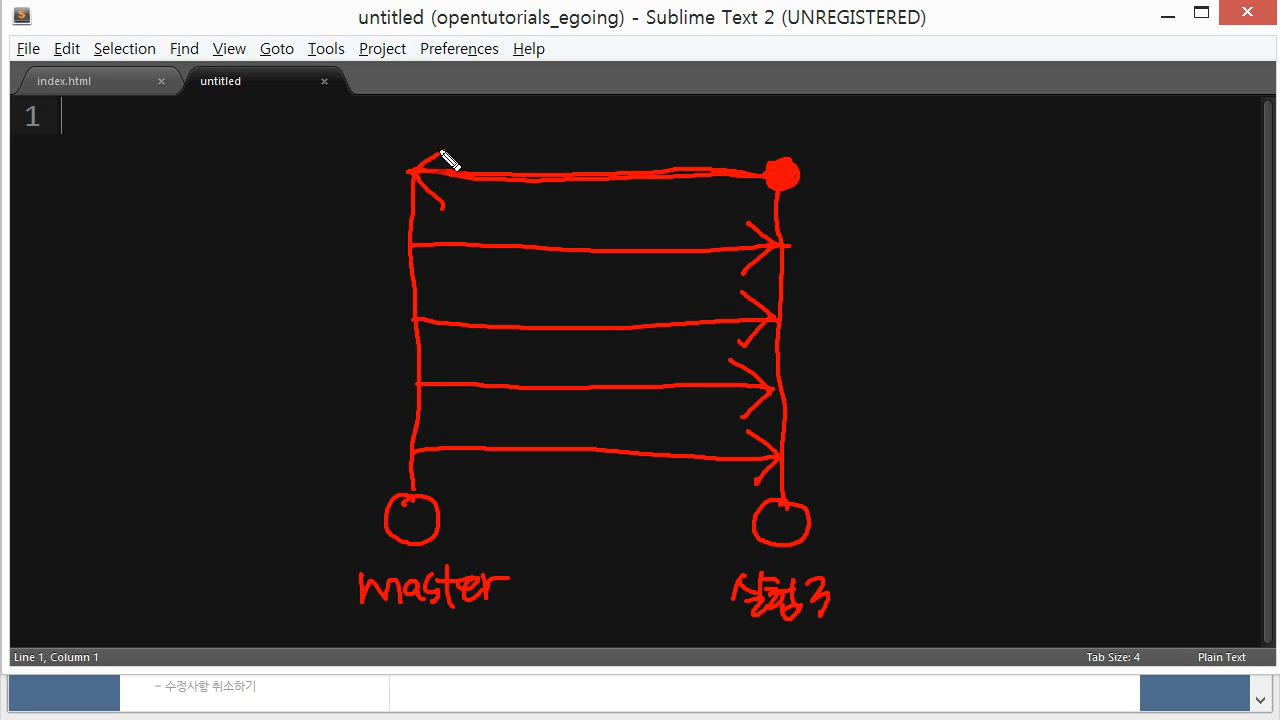 untitled (opentutorials_egoing) - Sublime Text 2 (UNREGISTERED)
File Edit Selection Find View Goto Tools Project Preferences Help
index.html untitled
1
master 실험3
Line 1, Column 1 Tab Size: 4 Plain Text
- 수정사항 취소하기